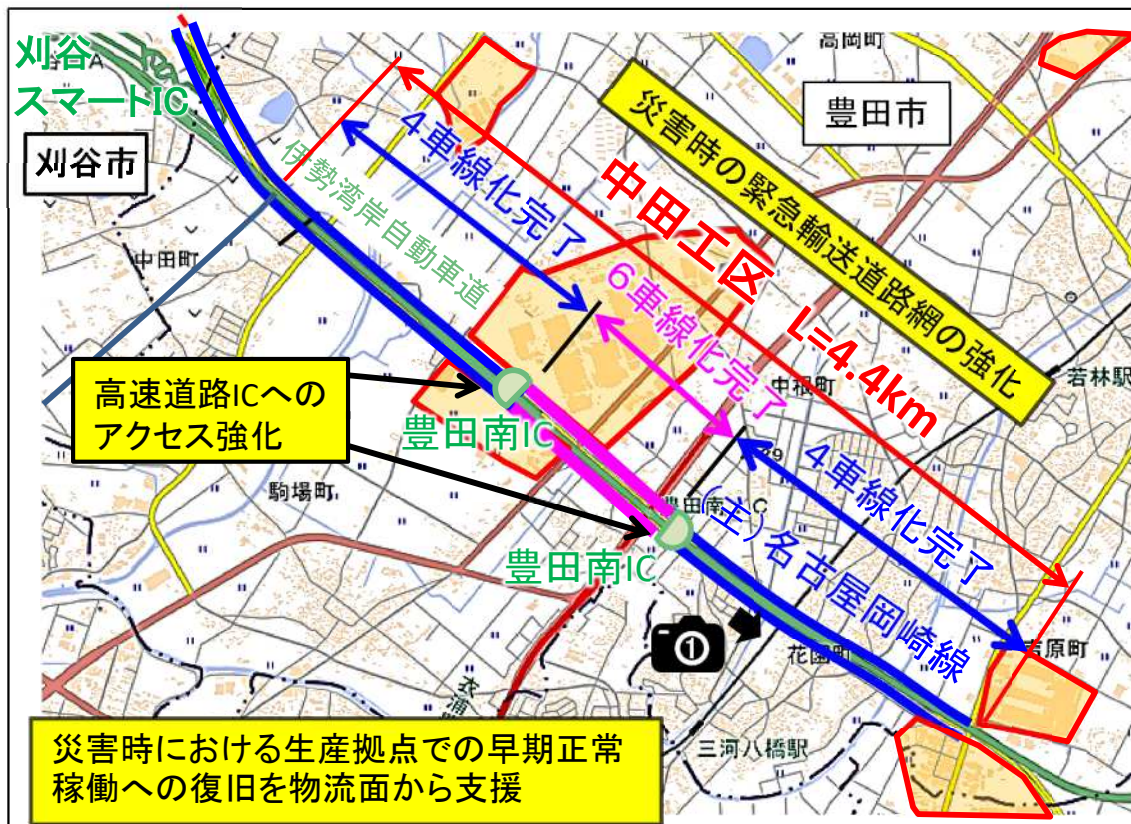 刈谷
スマートIC
刈谷市
高岡町
豊田市
災害時の緊急輸送道路網の強化
4車線化完了
中田工区 L=4.4km
伊勢湾岸自動車道
中田町
6車線化完了
若林駅
中根町
高速道路ICへの
アクセス強化
豊田南IC
4車線化完了
駒場町
(主)名古屋岡崎線
豊田南IC
①
花園町
吉原町
衣浦
三河八橋駅
災害時における生産拠点での早期正常
稼働への復旧を物流面から支援